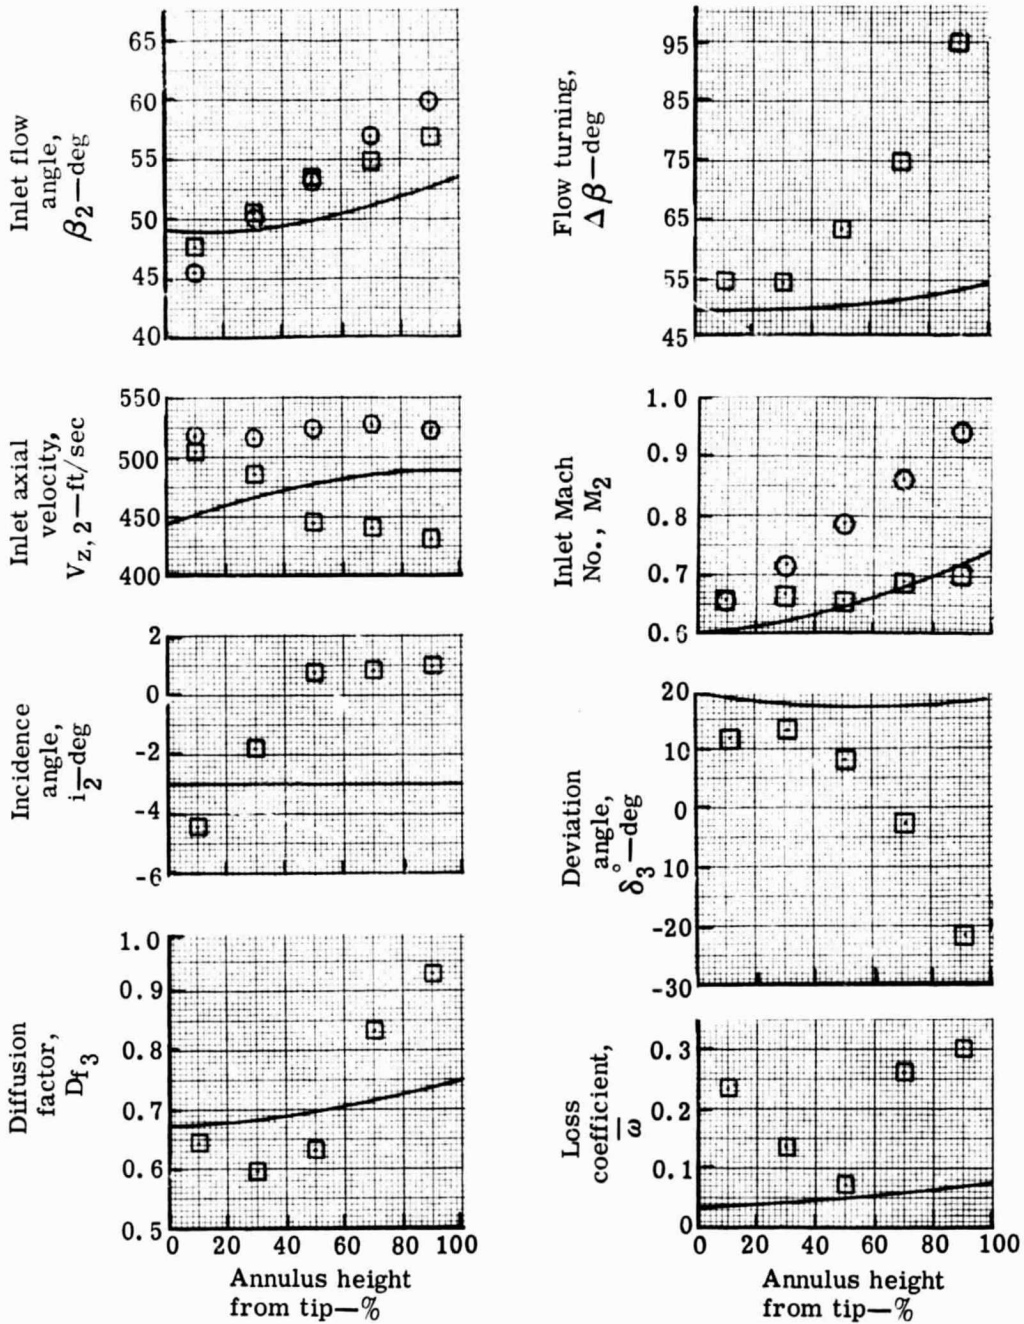 Inlet flow
angle,
β2—deg
65
60
55
50
45
40
Flow turning,
Δβ—deg
95
85
75
65
55
45
Inlet axial
velocity,
Vz, 2—ft/sec
550
500
450
400
Inlet Mach
No., M2
1.0
0.9
0.8
0.7
0.6
Incidence
angle,
i2—deg
2
0
-2
-4
-6
Deviation
angle,
δ°3—deg
20
10
0
10
-20
-30
Diffusion
factor,
Df3
1.0
0.9
0.8
0.7
0.6
0.5
0 20 40 60 80 100
Annulus height
from tip—%
Loss
coefficient,
ω̅
0.3
0.2
0.1
0
0 20 40 60 80 100
Annulus height
from tip—%